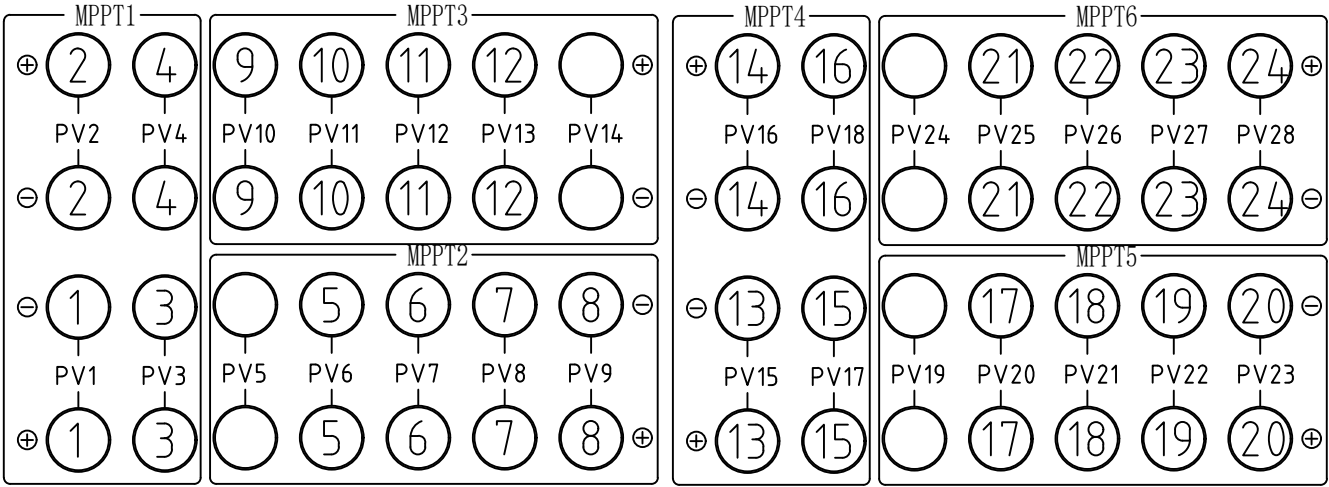 MPPT1 MPPT3 MPPT4 MPPT6
⊕ 2 4 9 10 11 12 ⊕ ⊕ 14 16 21 22 23 24 ⊕
PV2 PV4 PV10 PV11 PV12 PV13 PV14 PV16 PV18 PV24 PV25 PV26 PV27 PV28
⊖ 2 4 9 10 11 12 ⊖ ⊖ 14 16 21 22 23 24 ⊖
MPPT2 MPPT5
⊖ 1 3 5 6 7 8 ⊖ ⊖ 13 15 17 18 19 20 ⊖
PV1 PV3 PV5 PV6 PV7 PV8 PV9 PV15 PV17 PV19 PV20 PV21 PV22 PV23
⊕ 1 3 5 6 7 8 ⊕ ⊕ 13 15 17 18 19 20 ⊕